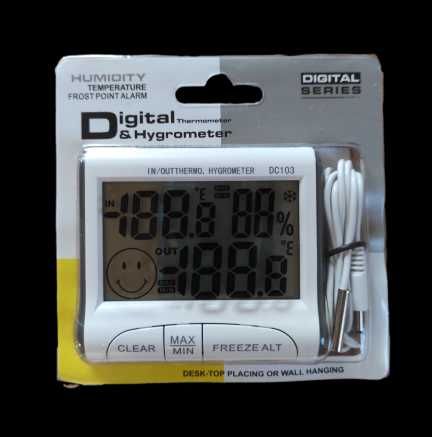 HUMIDITY
TEMPERATURE
FROST POINT ALARM
DIGITAL
SERIES
Digital Thermometer
& Hygrometer
IN/OUTTHERMO. HYGROMETER DC103
IN -188.8 °E 88%
OUT -188.8 °E
CLEAR MAX MIN FREEZE ALT
DESK-TOP PLACING OR WALL HANGING